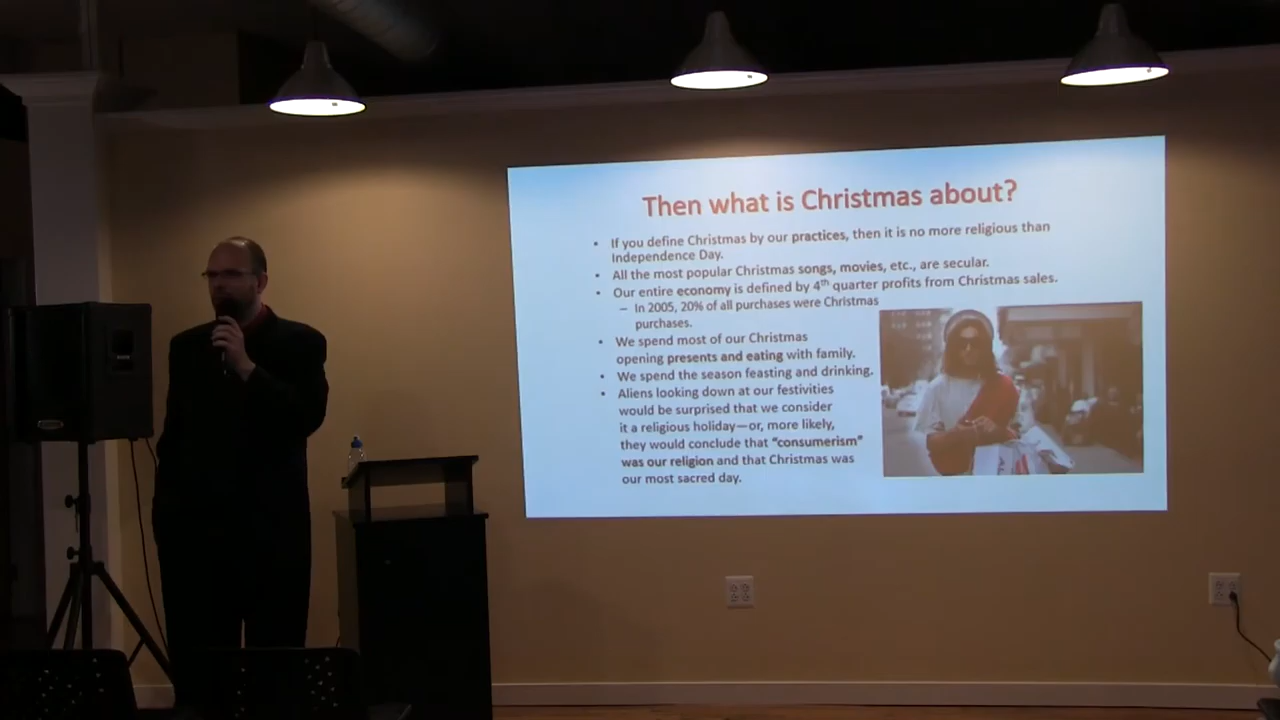 Then what is Christmas about?
• If you define Christmas by our practices, then it is no more religious than
Independence Day.
• All the most popular Christmas songs, movies, etc., are secular.
• Our entire economy is defined by 4th quarter profits from Christmas sales.
– In 2005, 20% of all purchases were Christmas
purchases.
• We spend most of our Christmas
opening presents and eating with family.
• We spend the season feasting and drinking.
• Aliens looking down at our festivities
would be surprised that we consider
it a religious holiday—or, more likely,
they would conclude that “consumerism”
was our religion and that Christmas was
our most sacred day.